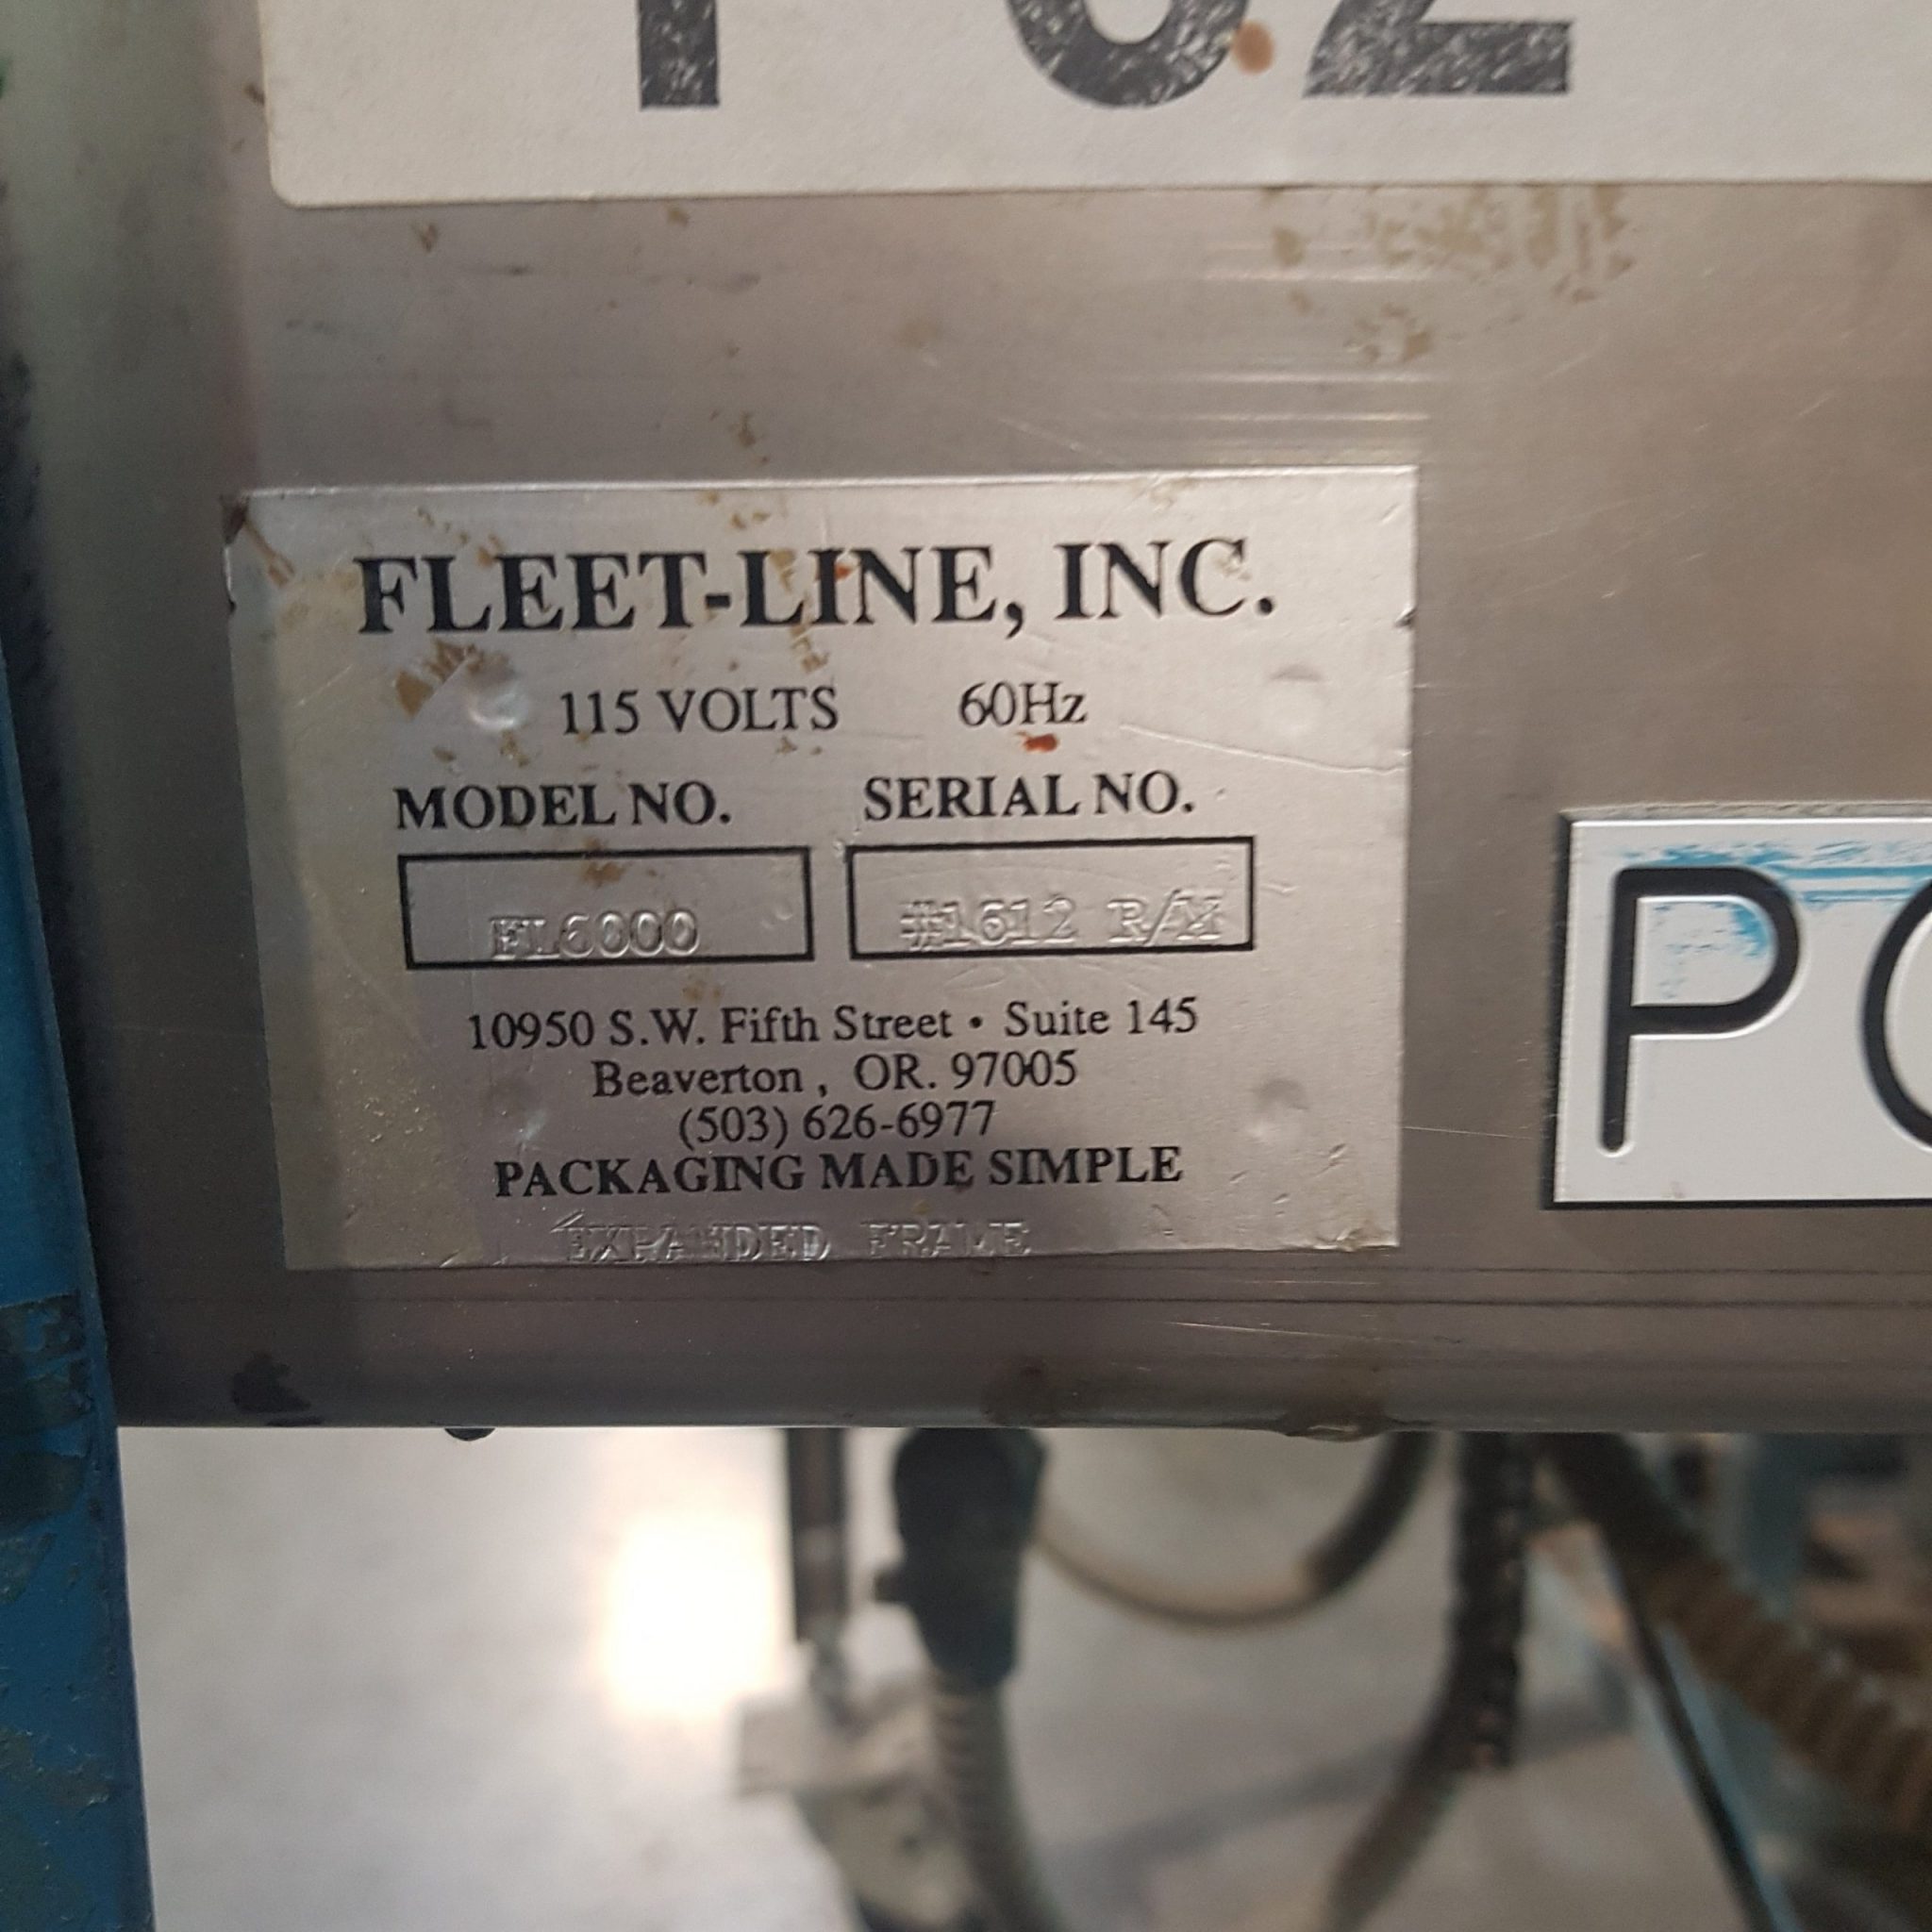 FLEET-LINE, INC.
115 VOLTS 60Hz
MODEL NO. SERIAL NO.
FL6000 #1612 R/M
10950 S.W. Fifth Street • Suite 145
Beaverton , OR. 97005
(503) 626-6977
PACKAGING MADE SIMPLE
EXPANDED FRAME